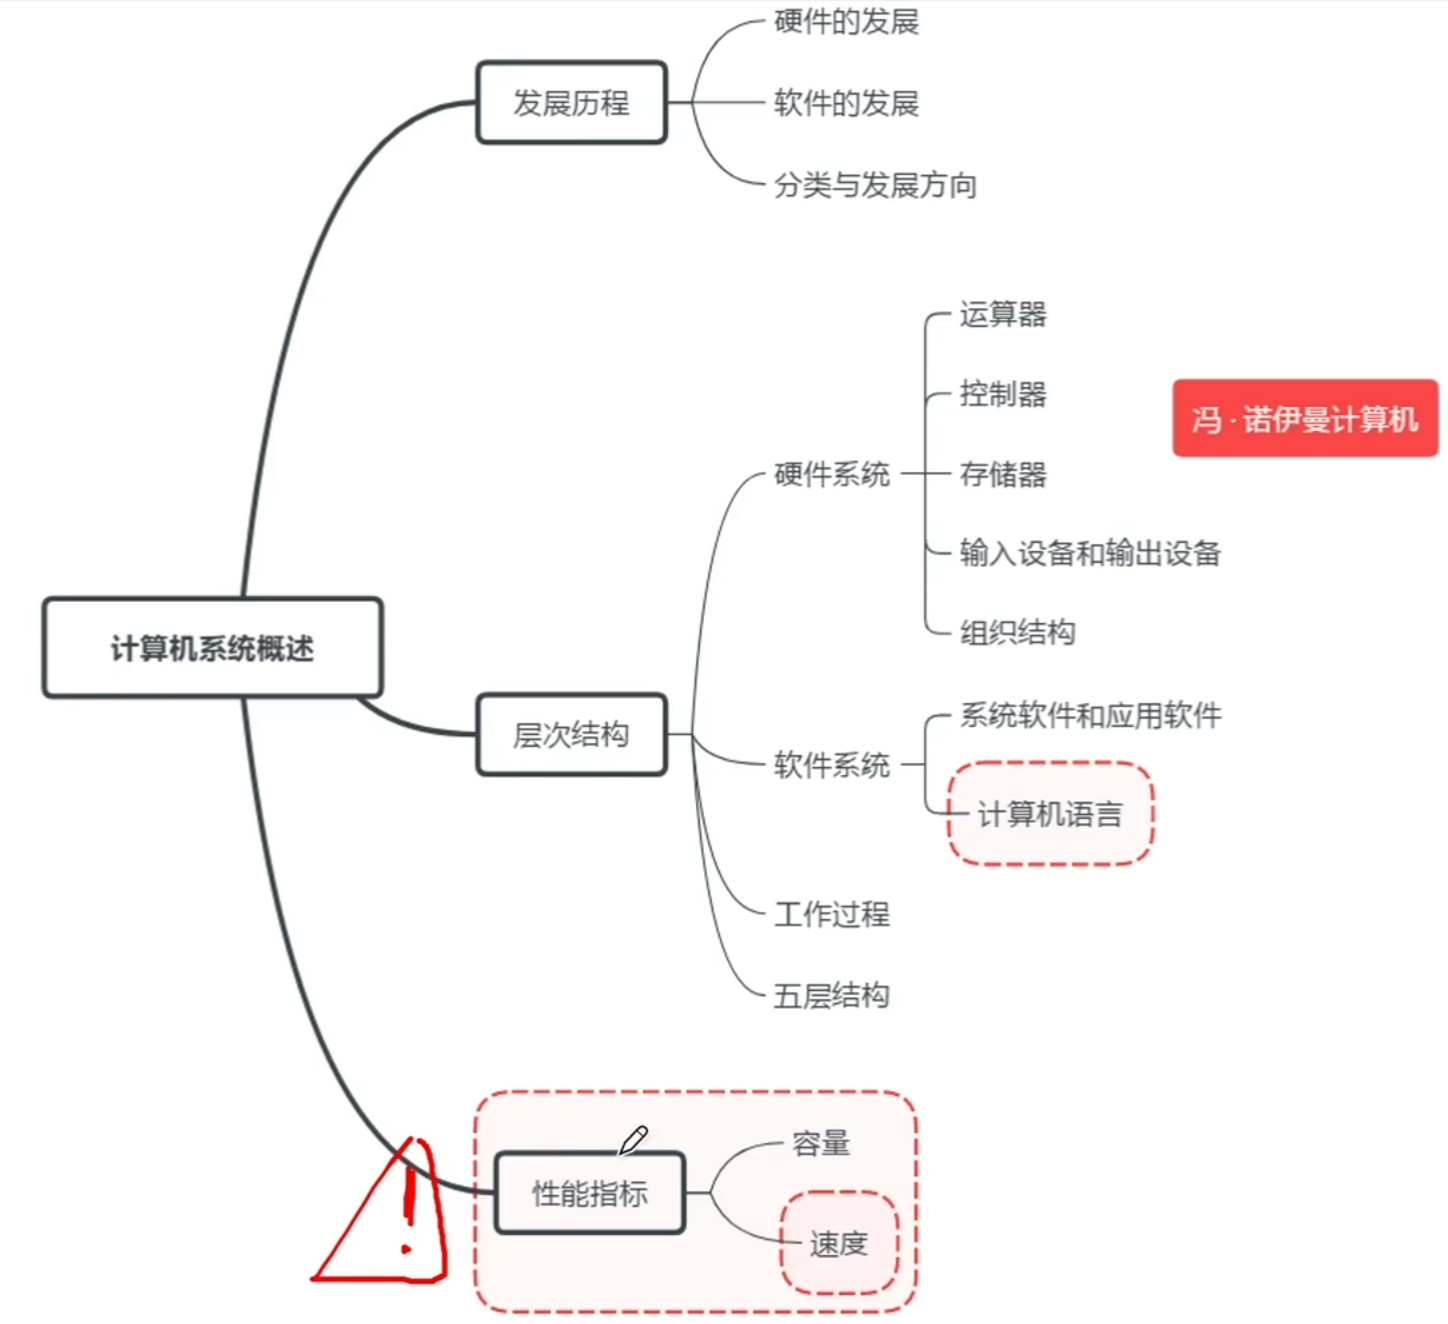 硬件的发展
发展历程
软件的发展
分类与发展方向
运算器
控制器
冯·诺伊曼计算机
硬件系统
存储器
输入设备和输出设备
组织结构
计算机系统概述
层次结构
系统软件和应用软件
软件系统
计算机语言
工作过程
五层结构
容量
性能指标
速度
!